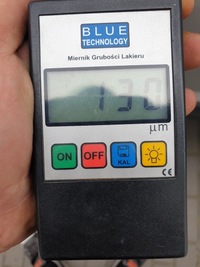 BLUE
TECHNOLOGY
Miernik Grubości Lakieru
130
μm
ON
OFF
KAL
CE